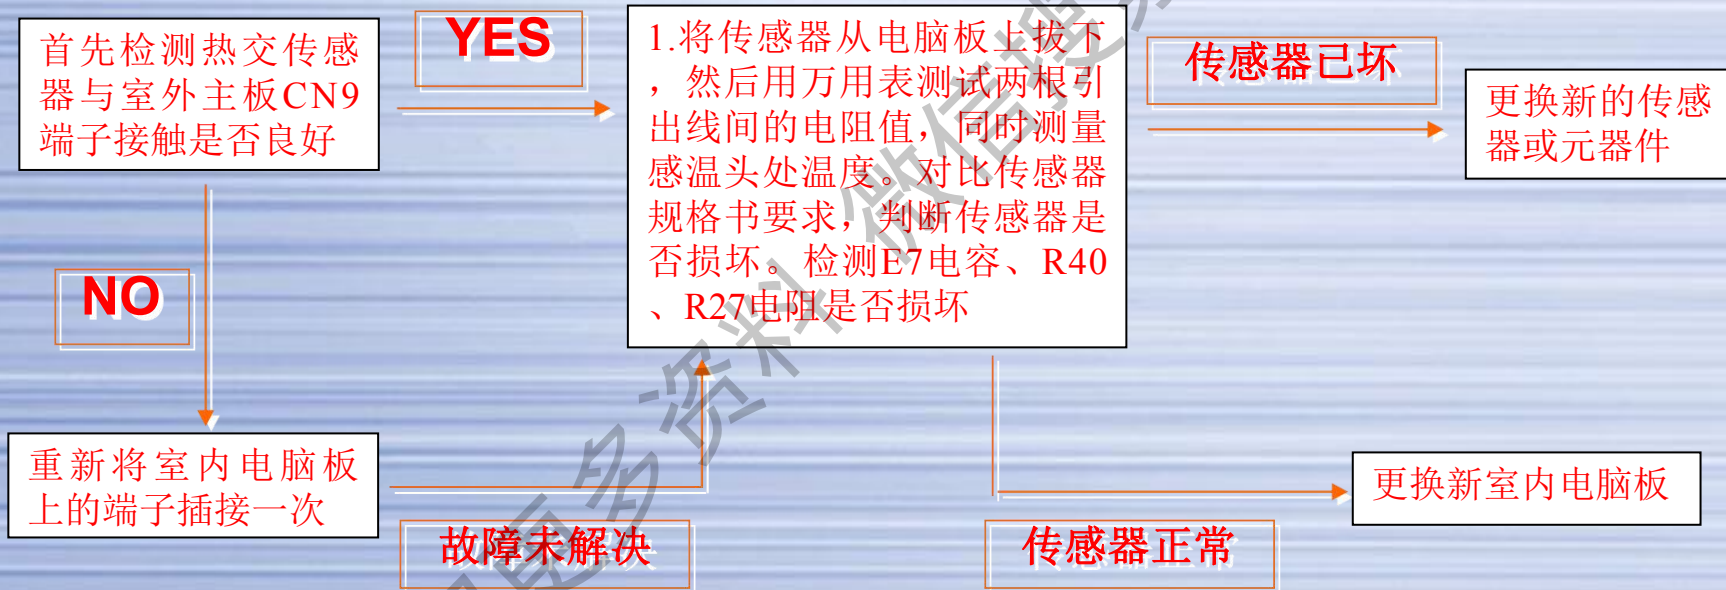 首先检测热交传感
器与室外主板CN9
端子接触是否良好
YES
1.将传感器从电脑板上拔下
，然后用万用表测试两根引
出线间的电阻值，同时测量
感温头处温度。对比传感器
规格书要求，判断传感器是
否损坏。检测E7电容、R40
、R27电阻是否损坏
传感器已坏
更换新的传感
器或元器件
NO
重新将室内电脑板
上的端子插接一次
故障未解决
传感器正常
更换新室内电脑板
更多资料 微信搜